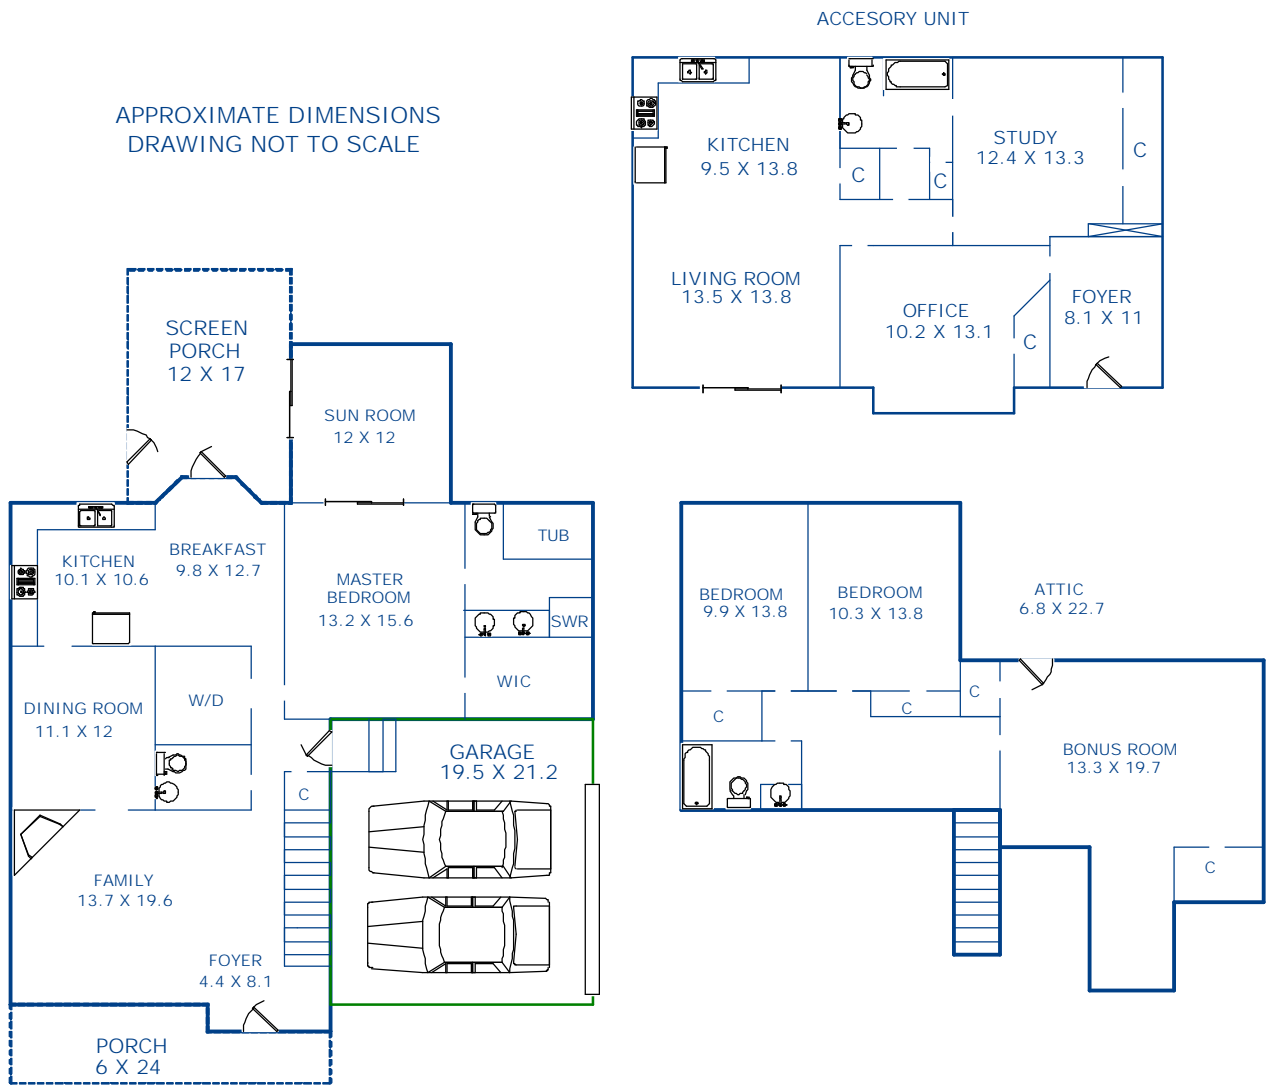 ACCESORY UNIT
APPROXIMATE DIMENSIONS
DRAWING NOT TO SCALE
KITCHEN
9.5 X 13.8
C
C
STUDY
12.4 X 13.3
C
LIVING ROOM
13.5 X 13.8
OFFICE
10.2 X 13.1
C
FOYER
8.1 X 11
SCREEN
PORCH
12 X 17
SUN ROOM
12 X 12
KITCHEN
10.1 X 10.6
BREAKFAST
9.8 X 12.7
MASTER
BEDROOM
13.2 X 15.6
TUB
SWR
WIC
DINING ROOM
11.1 X 12
W/D
C
GARAGE
19.5 X 21.2
FAMILY
13.7 X 19.6
FOYER
4.4 X 8.1
PORCH
6 X 24
BEDROOM
9.9 X 13.8
BEDROOM
10.3 X 13.8
ATTIC
6.8 X 22.7
C
C
C
BONUS ROOM
13.3 X 19.7
C